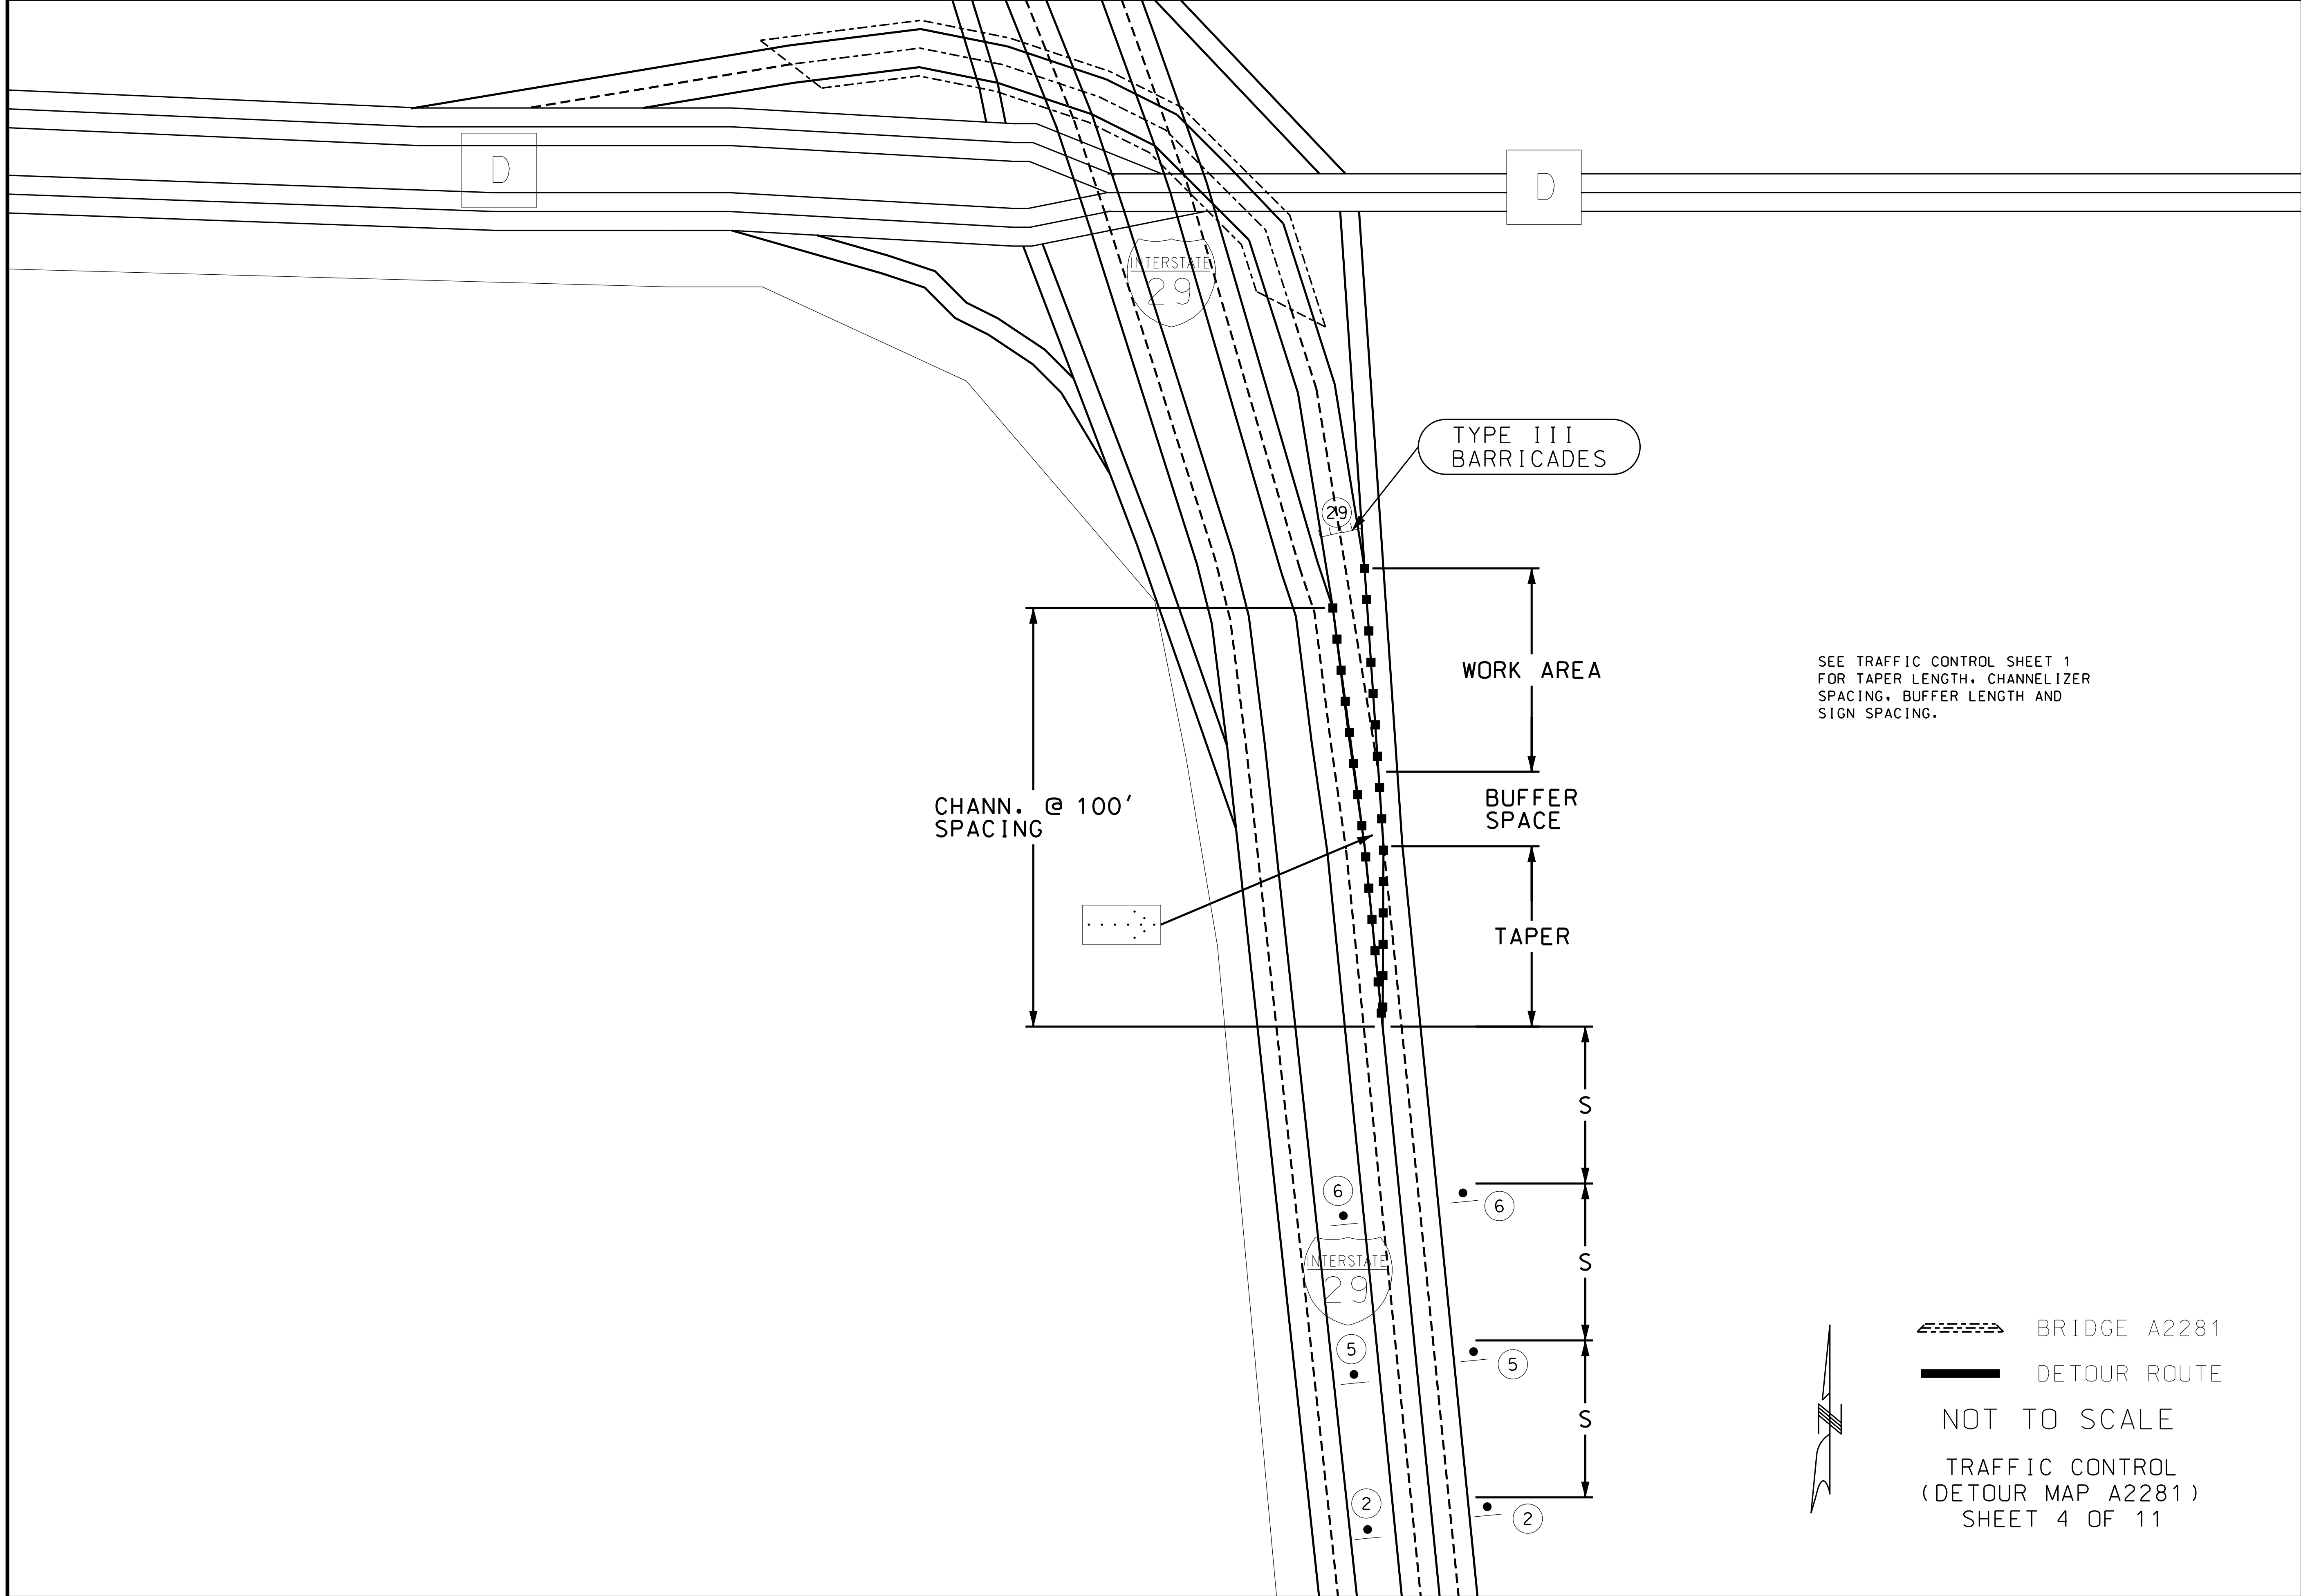 D
D
INTERSTATE
29
TYPE III
BARRICADES
29
WORK AREA
SEE TRAFFIC CONTROL SHEET 1
FOR TAPER LENGTH, CHANNELIZER
SPACING, BUFFER LENGTH AND
SIGN SPACING.
CHANN. @ 100'
SPACING
BUFFER
SPACE
TAPER
S
6
6
S
INTERSTATE
29
5
5
S
2
2
N
BRIDGE A2281
DETOUR ROUTE
NOT TO SCALE
TRAFFIC CONTROL
(DETOUR MAP A2281)
SHEET 4 OF 11